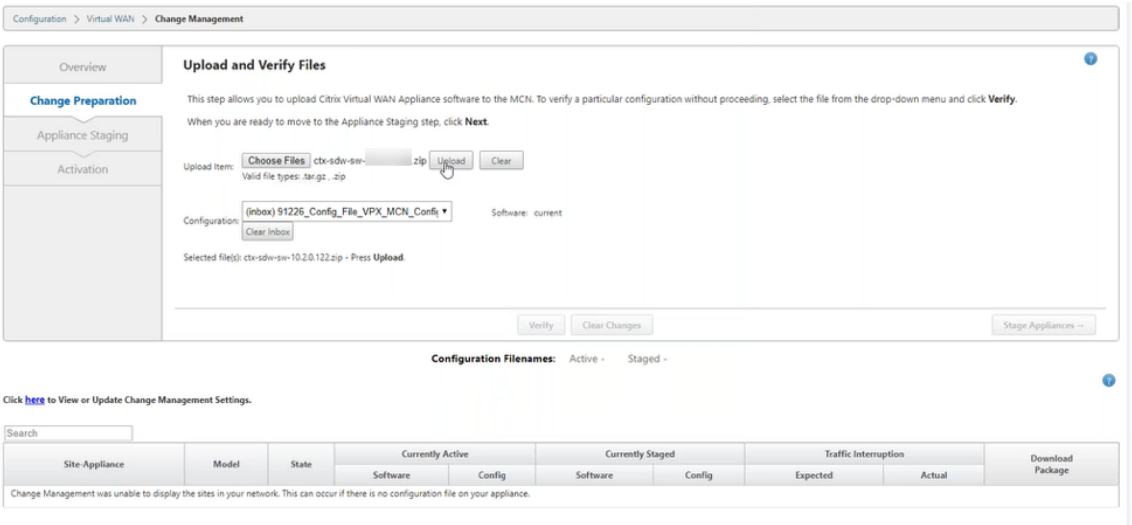 Configuration > Virtual WAN > Change Management
Overview
Change Preparation
Appliance Staging
Activation
Upload and Verify Files
?
This step allows you to upload Citrix Virtual WAN Appliance software to the MCN. To verify a particular configuration without proceeding, select the file from the drop-down menu and click Verify.
When you are ready to move to the Appliance Staging step, click Next.
Upload Item: Choose Files ctx-sdw-sw- .zip Upload Clear
Valid file types: .tar.gz , .zip
Configuration: (inbox) 91226_Config_File_VPX_MCN_Config ▼ Software: current
Clear Inbox
Selected file(s): ctx-sdw-sw-10.2.0.122.zip - Press Upload.
Verify Clear Changes Stage Appliances →
Configuration Filenames: Active - Staged -
?
Click here to View or Update Change Management Settings.
Search
Site-Appliance Model State Currently Active Currently Staged Traffic Interruption Download Package
Software Config Software Config Expected Actual
Change Management was unable to display the sites in your network. This can occur if there is no configuration file on your appliance.